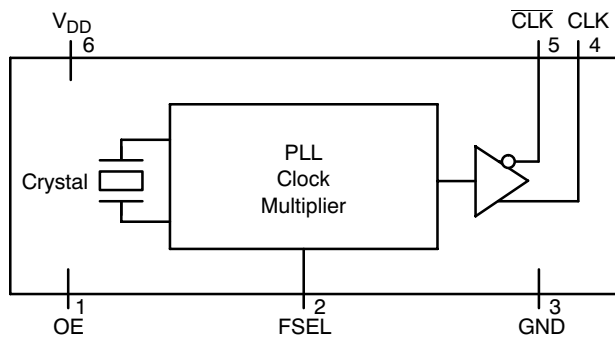 VDD
6
CLK
5
CLK
4
Crystal
PLL
Clock
Multiplier
1
OE
2
FSEL
3
GND